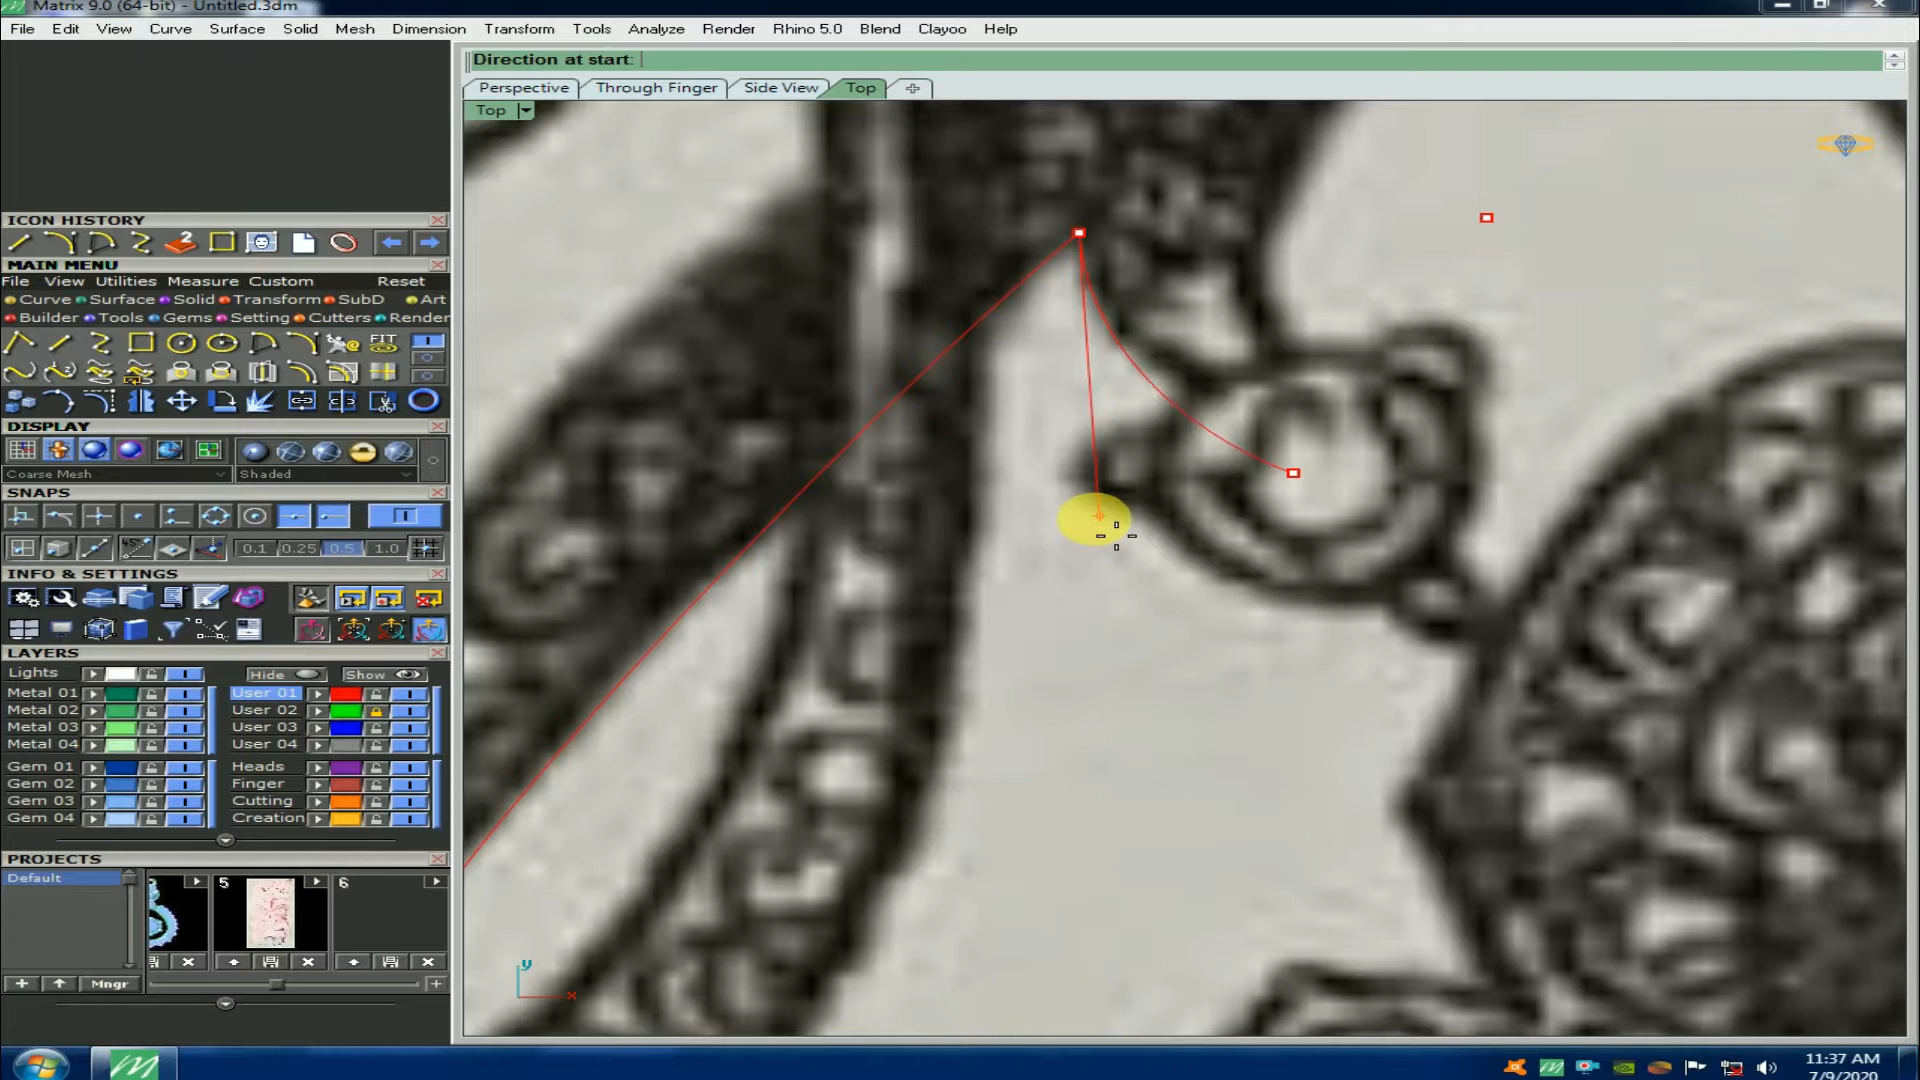 Matrix 9.0 (64-bit) - Untitled.3dm
File Edit View Curve Surface Solid Mesh Dimension Transform Tools Analyze Render Rhino 5.0 Blend Clayoo Help
Direction at start:
Perspective Through Finger Side View Top
Top
ICON HISTORY
MAIN MENU
File View Utilities Measure Custom Reset
Curve Surface Solid Transform SubD Art
Builder Tools Gems Setting Cutters Render
FIT
DISPLAY
Coarse Mesh Shaded
SNAPS
0.1 0.25 0.5 1.0
INFO & SETTINGS
LAYERS
Lights Hide Show
Metal 01 User 01
Metal 02 User 02
Metal 03 User 03
Metal 04 User 04
Gem 01 Heads
Gem 02 Finger
Gem 03 Cutting
Gem 04 Creation
PROJECTS
Default
5 6
Mngr
y
x
11:37 AM
7/9/2020